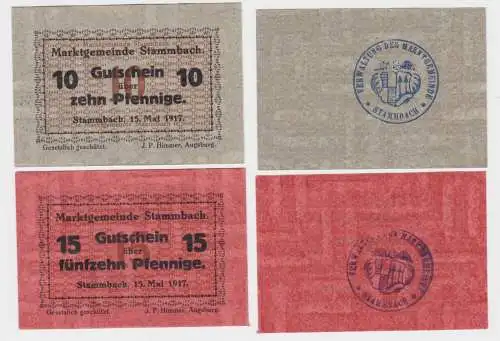 Marktgemeinde Stammbach.
10 Gutschein 10
über
zehn Pfennige.
Stammbach, 15. Mai 1917.
Gesetzlich geschützt. J. P. Himmer, Augsburg.
VERWALTUNG DER MARKTGEMEINDE
* STAMMBACH *
Marktgemeinde Stammbach.
15 Gutschein 15
über
fünfzehn Pfennige.
Stammbach, 15. Mai 1917.
Gesetzlich geschützt. J. P. Himmer, Augsburg.
MARKTGEMEINDE
* STAMMBACH *